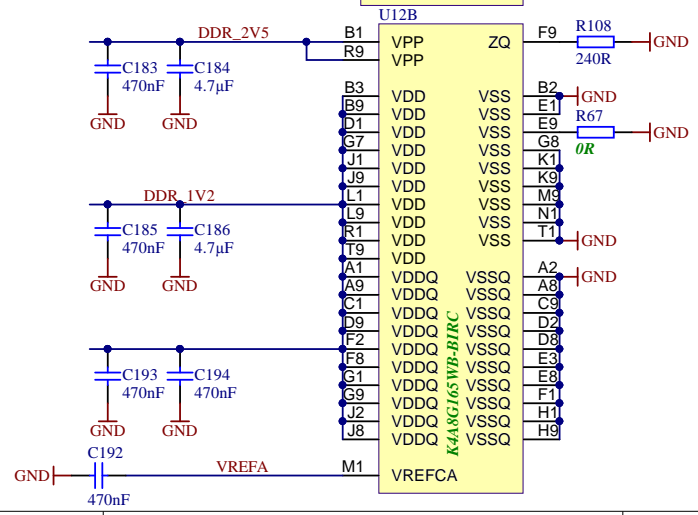 U12B
DDR_2V5
B1 VPP ZQ F9 R108 GND
R9 VPP 240R
C183 470nF C184 4.7µF
GND GND
B3 VDD VSS B2 GND
B9 VDD VSS E1
D1 VDD VSS E9 R67 GND
G7 VDD VSS G8 0R
J1 VDD VSS K1
J9 VDD VSS K9
DDR_1V2 L1 VDD VSS M9
L9 VDD VSS N1
R1 VDD VSS T1 GND
T9 VDD
C185 470nF C186 4.7µF
GND GND
A1 VDDQ VSSQ A2 GND
A9 VDDQ VSSQ A8
C1 VDDQ VSSQ C9
D9 VDDQ VSSQ D2
F2 VDDQ VSSQ D8
F8 VDDQ VSSQ E3
G1 VDDQ VSSQ E8
G9 VDDQ VSSQ F1
J2 VDDQ VSSQ H1
J8 VDDQ VSSQ H9
K4A8G165WB-BIRC
C193 470nF C194 470nF
GND GND
GND C192 470nF VREFA M1 VREFCA